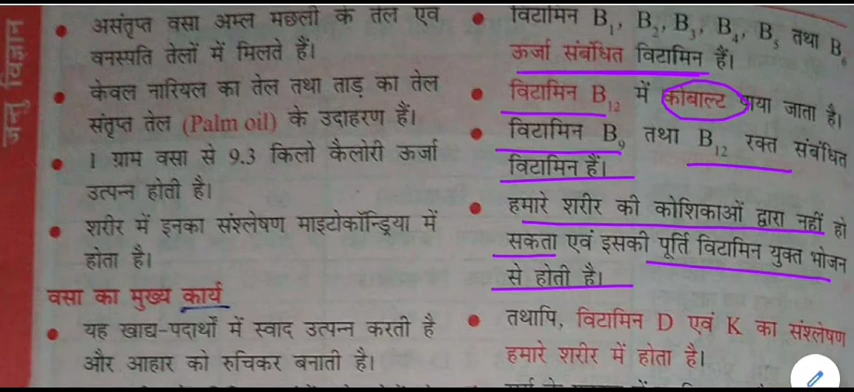 जन्तु विज्ञान
असंतृप्त वसा अम्ल मछली के तेल एवं
वनस्पति तेलों में मिलते हैं।
केवल नारियल का तेल तथा ताड़ का तेल
संतृप्त तेल (Palm oil) के उदाहरण हैं।
1 ग्राम वसा से 9.3 किलो कैलोरी ऊर्जा
उत्पन्न होती है।
शरीर में इनका संश्लेषण माइटोकॉन्ड्रिया में
होता है।
वसा का मुख्य कार्य
यह खाद्य-पदार्थों में स्वाद उत्पन्न करती है
और आहार को रुचिकर बनाती है।
विटामिन B₁, B₂, B₃, B₄, B₅ तथा B₆
ऊर्जा संबंधित विटामिन हैं।
विटामिन B₁₂ में कोबाल्ट पाया जाता है।
विटामिन B₉ तथा B₁₂ रक्त संबंधित
विटामिन हैं।
हमारे शरीर की कोशिकाओं द्वारा नहीं हो
सकता एवं इसकी पूर्ति विटामिन युक्त भोजन
से होती है।
तथापि, विटामिन D एवं K का संश्लेषण
हमारे शरीर में होता है।